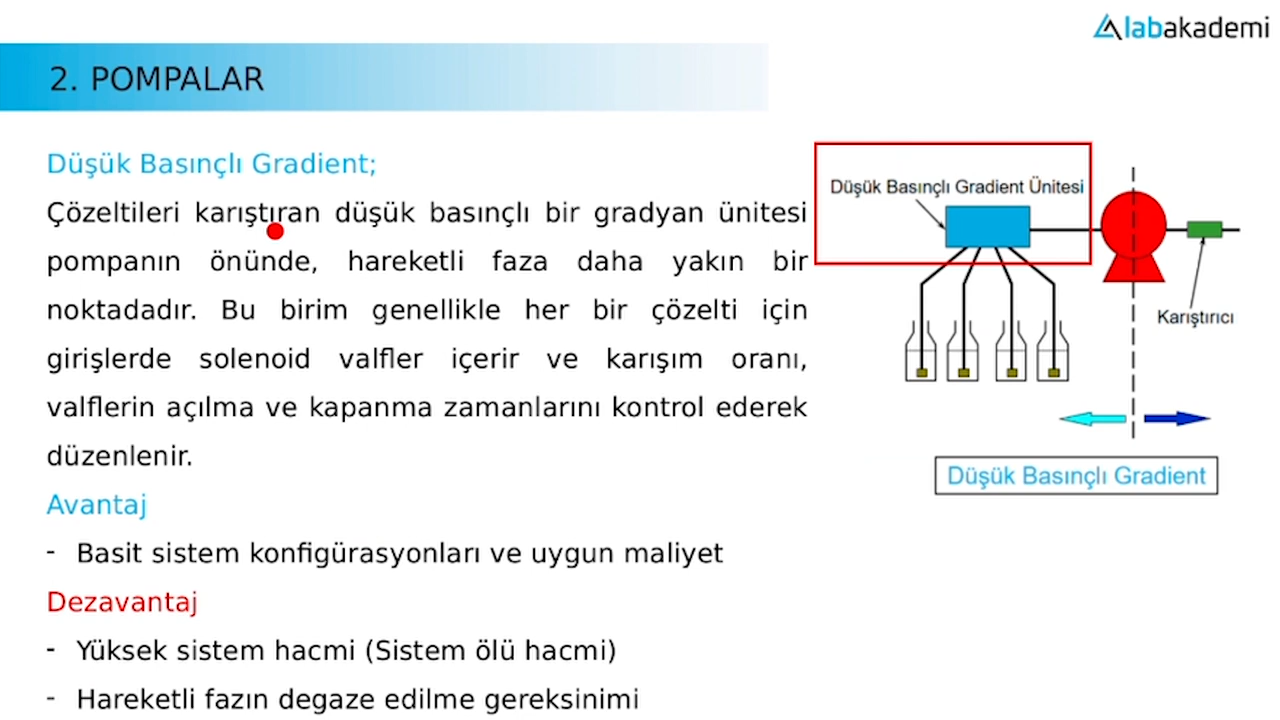 labakademi
2. POMPALAR
Düşük Basınçlı Gradient;
Çözeltileri karıştıran düşük basınçlı bir gradyan ünitesi
pompanın önünde, hareketli faza daha yakın bir
noktadadır. Bu birim genellikle her bir çözelti için
girişlerde solenoid valfler içerir ve karışım oranı,
valflerin açılma ve kapanma zamanlarını kontrol ederek
düzenlenir.
Avantaj
- Basit sistem konfigürasyonları ve uygun maliyet
Dezavantaj
- Yüksek sistem hacmi (Sistem ölü hacmi)
- Hareketli fazın degaze edilme gereksinimi
Düşük Basınçlı Gradient Ünitesi
Karıştırıcı
Düşük Basınçlı Gradient